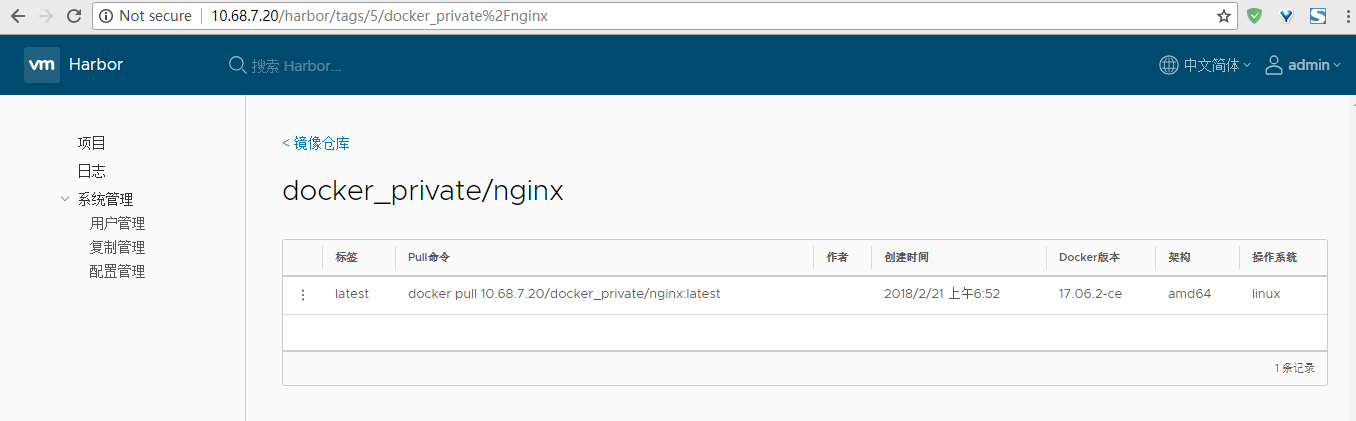 Not secure 10.68.7.20/harbor/tags/5/docker_private%2Fnginx
vm Harbor 搜索 Harbor... 中文简体 admin
项目
日志
系统管理
用户管理
复制管理
配置管理
< 镜像仓库
docker_private/nginx
标签 Pull命令 作者 创建时间 Docker版本 架构 操作系统
latest docker pull 10.68.7.20/docker_private/nginx:latest 2018/2/21 上午6:52 17.06.2-ce amd64 linux
1 条记录